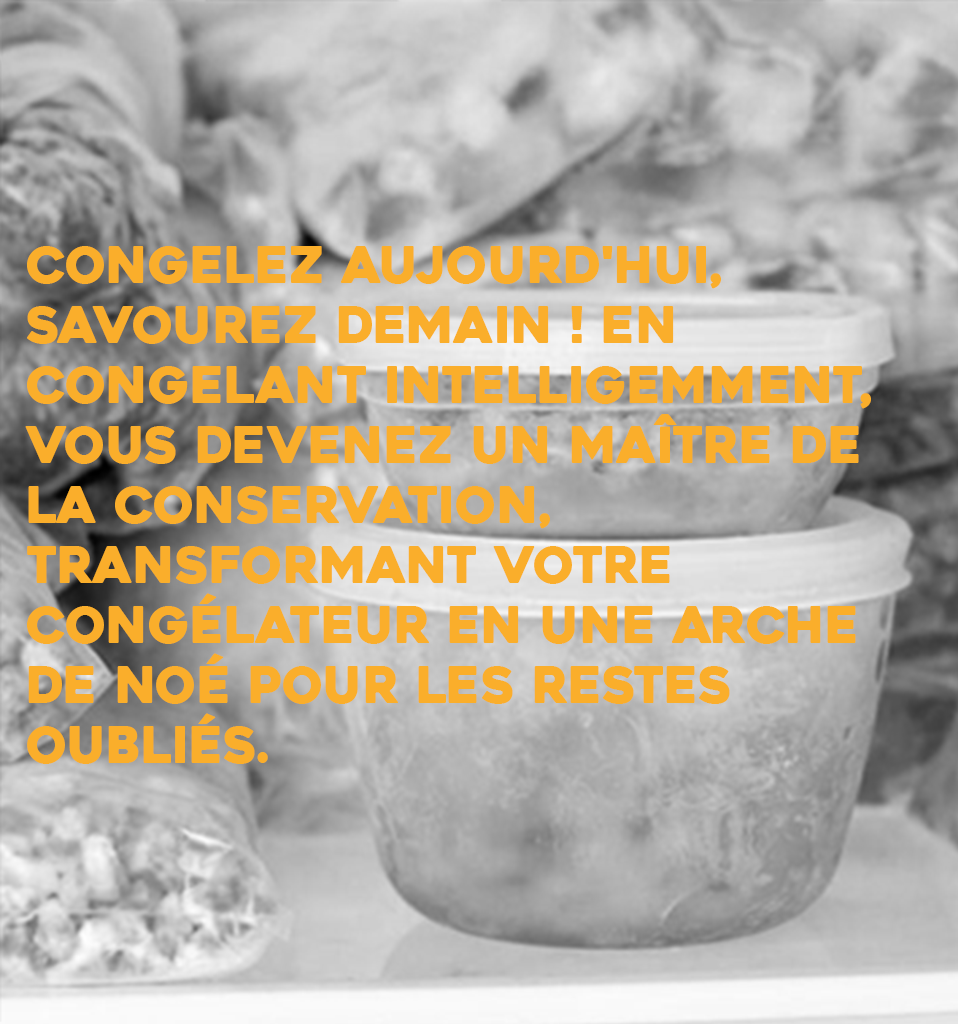 CONGELEZ AUJOURD'HUI,
SAVOUREZ DEMAIN ! EN
CONGELANT INTELLIGEMMENT,
VOUS DEVENEZ UN MAÎTRE DE
LA CONSERVATION,
TRANSFORMANT VOTRE
CONGÉLATEUR EN UNE ARCHE
DE NOÉ POUR LES RESTES
OUBLIÉS.